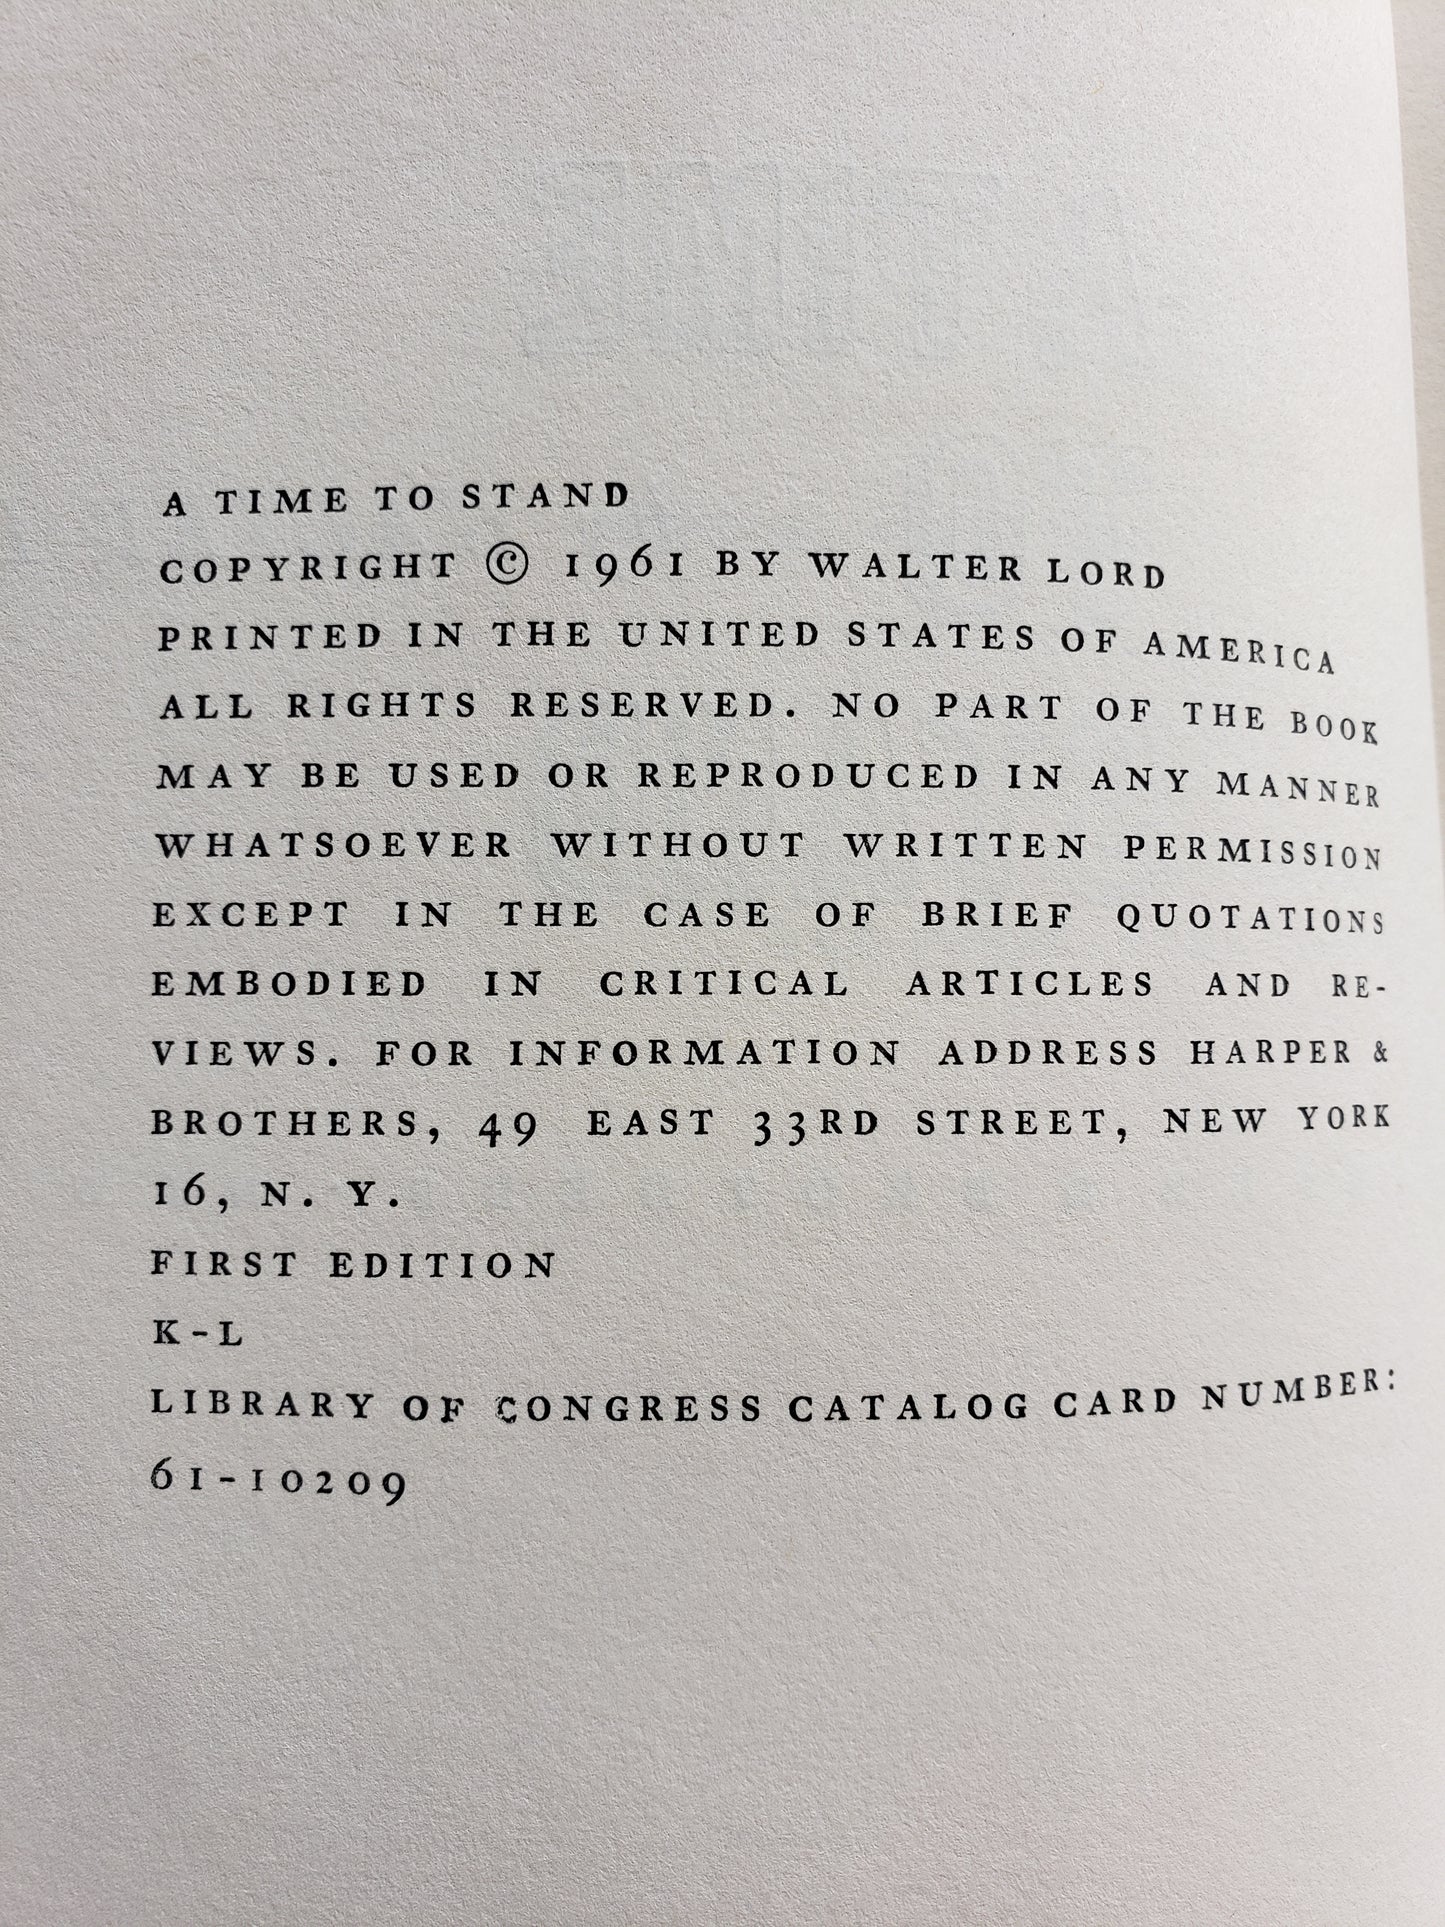 A TIME TO STAND
COPYRIGHT © 1961 BY WALTER LORD
PRINTED IN THE UNITED STATES OF AMERICA
ALL RIGHTS RESERVED. NO PART OF THE BOOK
MAY BE USED OR REPRODUCED IN ANY MANNER
WHATSOEVER WITHOUT WRITTEN PERMISSION
EXCEPT IN THE CASE OF BRIEF QUOTATIONS
EMBODIED IN CRITICAL ARTICLES AND RE-
VIEWS. FOR INFORMATION ADDRESS HARPER &
BROTHERS, 49 EAST 33RD STREET, NEW YORK
16, N. Y.
FIRST EDITION
K-L
LIBRARY OF CONGRESS CATALOG CARD NUMBER:
61-10209